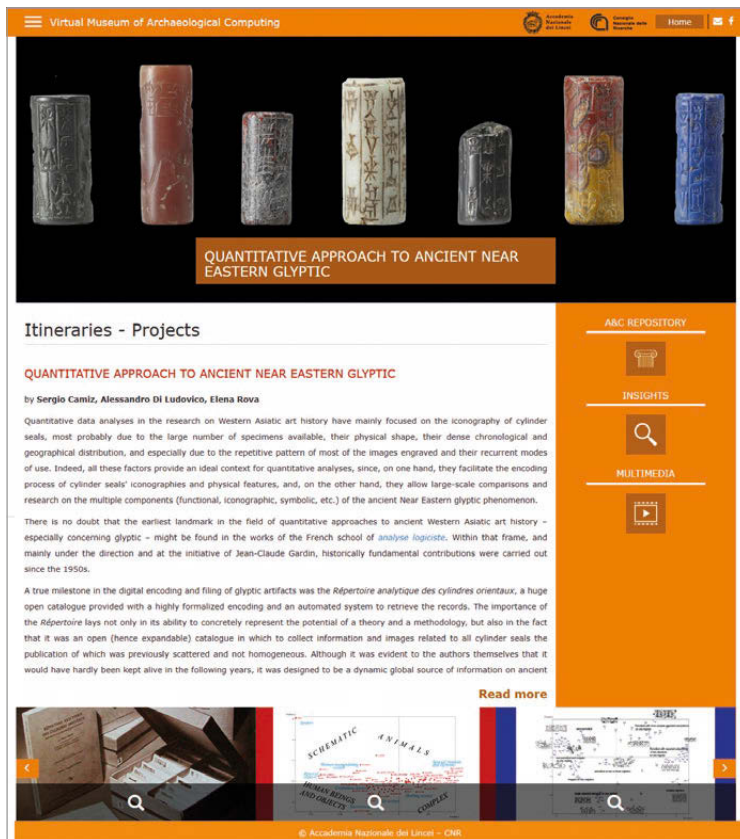 Virtual Museum of Archaeological Computing
Accademia
Nazionale
dei Lincei
Consiglio
Nazionale delle
Ricerche
Home
QUANTITATIVE APPROACH TO ANCIENT NEAR
EASTERN GLYPTIC
Itineraries - Projects
QUANTITATIVE APPROACH TO ANCIENT NEAR EASTERN GLYPTIC
by Sergio Camiz, Alessandro Di Ludovico, Elena Rova
Quantitative data analyses in the research on Western Asiatic art history have mainly focused on the iconography of cylinder
seals, most probably due to the large number of specimens available, their physical shape, their dense chronological and
geographical distribution, and especially due to the repetitive pattern of most of the images engraved and their recurrent modes
of use. Indeed, all these factors provide an ideal context for quantitative analyses, since, on one hand, they facilitate the encoding
process of cylinder seals' iconographies and physical features, and, on the other hand, they allow large-scale comparisons and
research on the multiple components (functional, iconographic, symbolic, etc.) of the ancient Near Eastern glyptic phenomenon.
There is no doubt that the earliest landmark in the field of quantitative approaches to ancient Western Asiatic art history –
especially concerning glyptic – might be found in the works of the French school of analyse logiciste. Within that frame, and
mainly under the direction and at the initiative of Jean-Claude Gardin, historically fundamental contributions were carried out
since the 1950s.
A true milestone in the digital encoding and filing of glyptic artifacts was the Répertoire analytique des cylindres orientaux, a huge
open catalogue provided with a highly formalized encoding and an automated system to retrieve the records. The importance of
the Répertoire lays not only in its ability to concretely represent the potential of a theory and a methodology, but also in the fact
that it was an open (hence expandable) catalogue in which to collect information and images related to all cylinder seals the
publication of which was previously scattered and not homogeneous. Although it was evident to the authors themselves that it
would have hardly been kept alive in the following years, it was designed to be a dynamic global source of information on ancient
Read more
A&C REPOSITORY
INSIGHTS
MULTIMEDIA
SCHEMATIC
ANIMALS
HUMAN BEINGS
AND OBJECTS
COMPLEX
© Accademia Nazionale dei Lincei – CNR